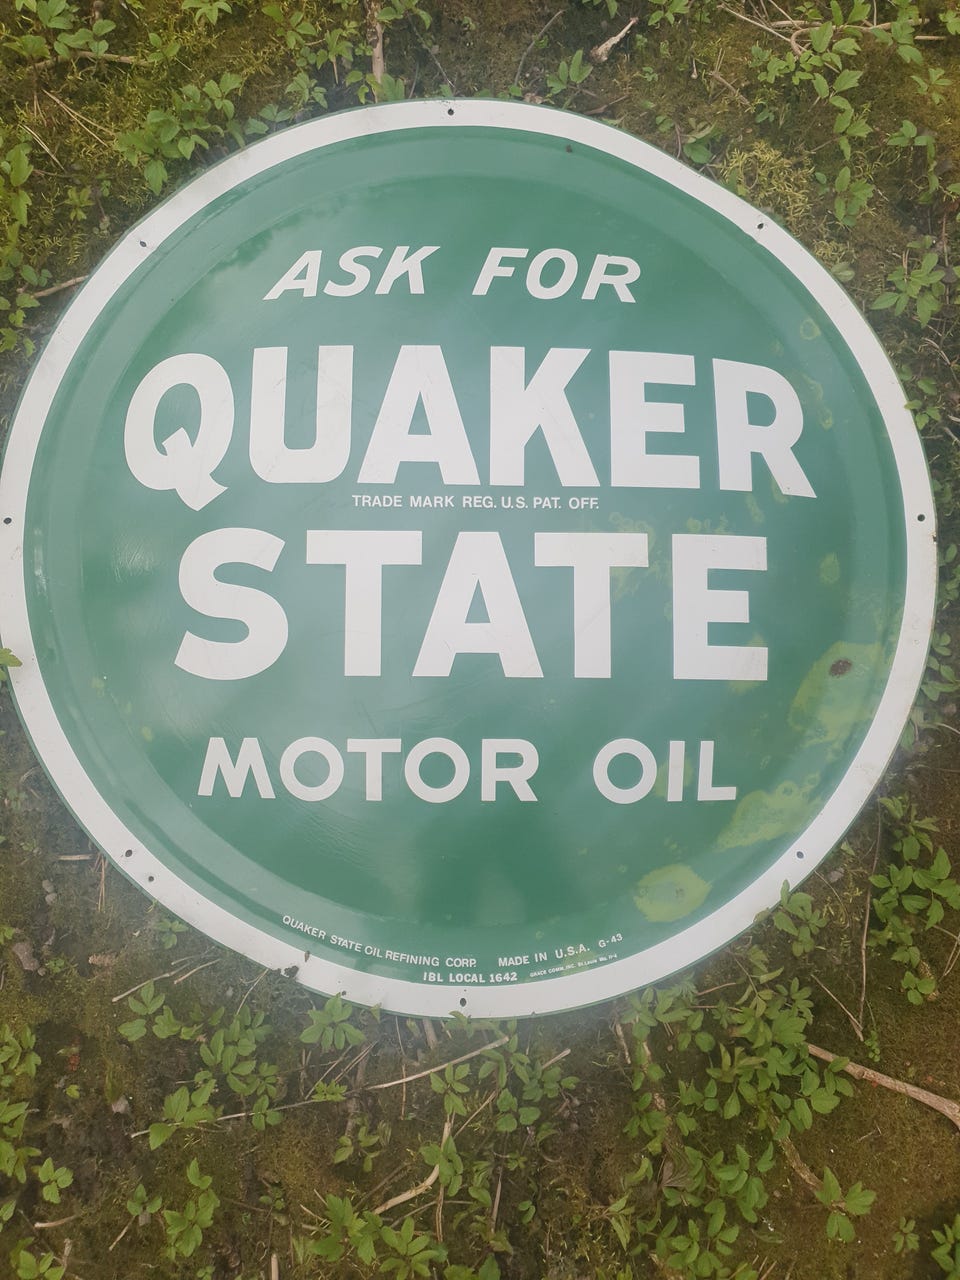 ASK FOR
QUAKER
TRADE MARK REG. U.S. PAT. OFF.
STATE
MOTOR OIL
QUAKER STATE OIL REFINING CORP. MADE IN U.S.A. G-43
IBL LOCAL 1642